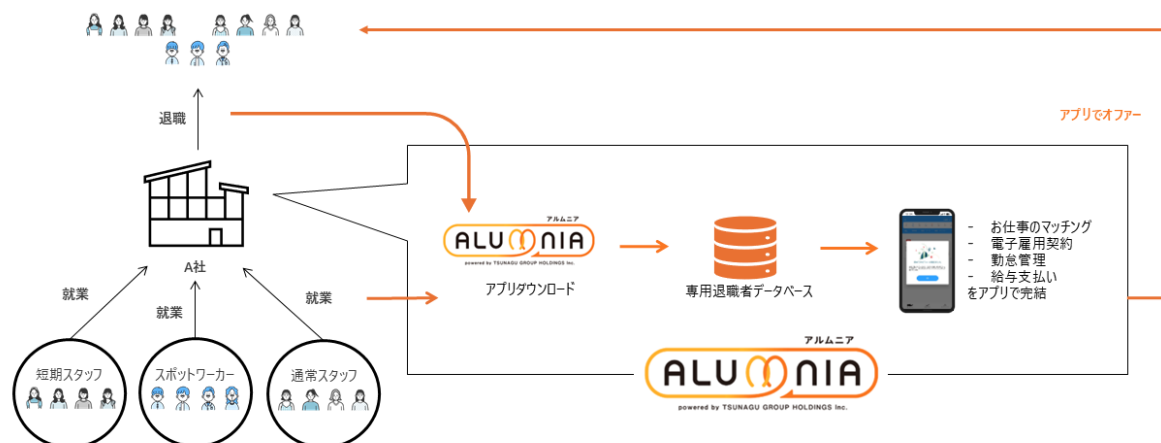 退職
アプリでオファー
アルムニア
ALUMNIA
powered by TSUNAGU GROUP HOLDINGS Inc.
アプリダウンロード
専用退職者データベース
- お仕事のマッチング
- 電子雇用契約
- 勤怠管理
- 給与支払い
をアプリで完結
A社
就業
就業
就業
短期スタッフ
スポットワーカー
通常スタッフ
アルムニア
ALUMNIA
powered by TSUNAGU GROUP HOLDINGS Inc.